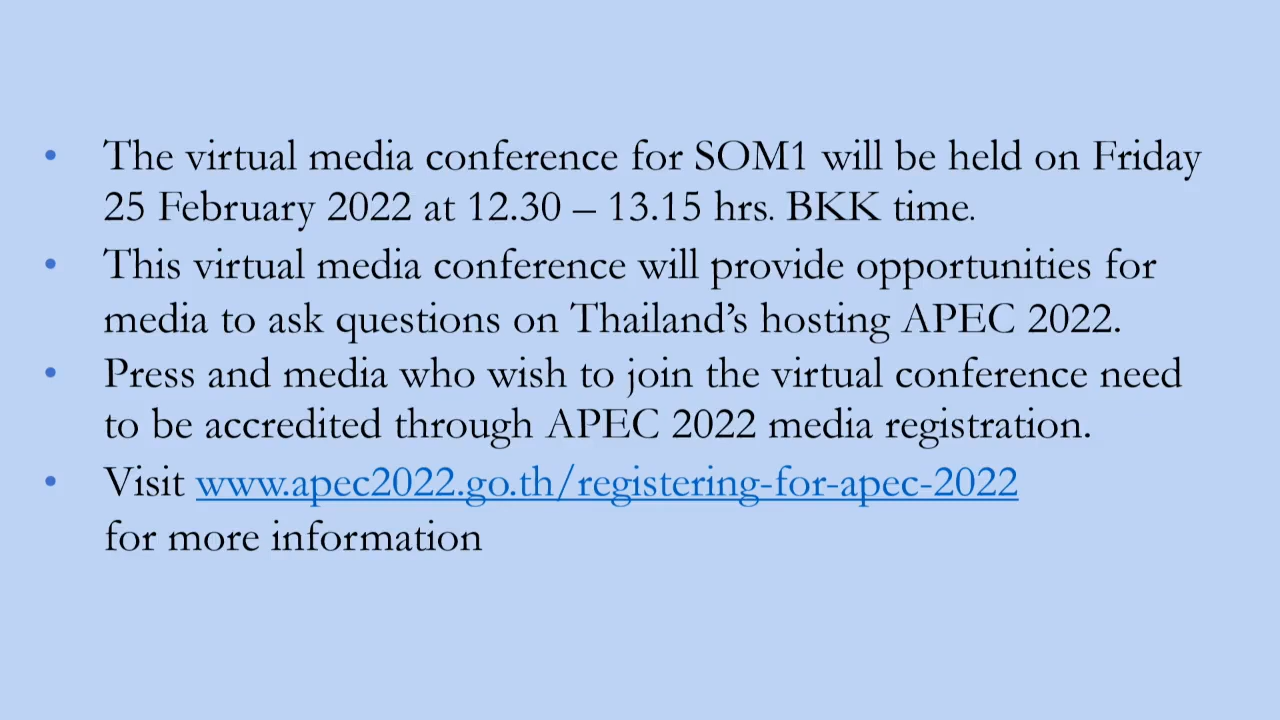 • The virtual media conference for SOM1 will be held on Friday
25 February 2022 at 12.30 – 13.15 hrs. BKK time.
• This virtual media conference will provide opportunities for
media to ask questions on Thailand’s hosting APEC 2022.
• Press and media who wish to join the virtual conference need
to be accredited through APEC 2022 media registration.
• Visit www.apec2022.go.th/registering-for-apec-2022
for more information